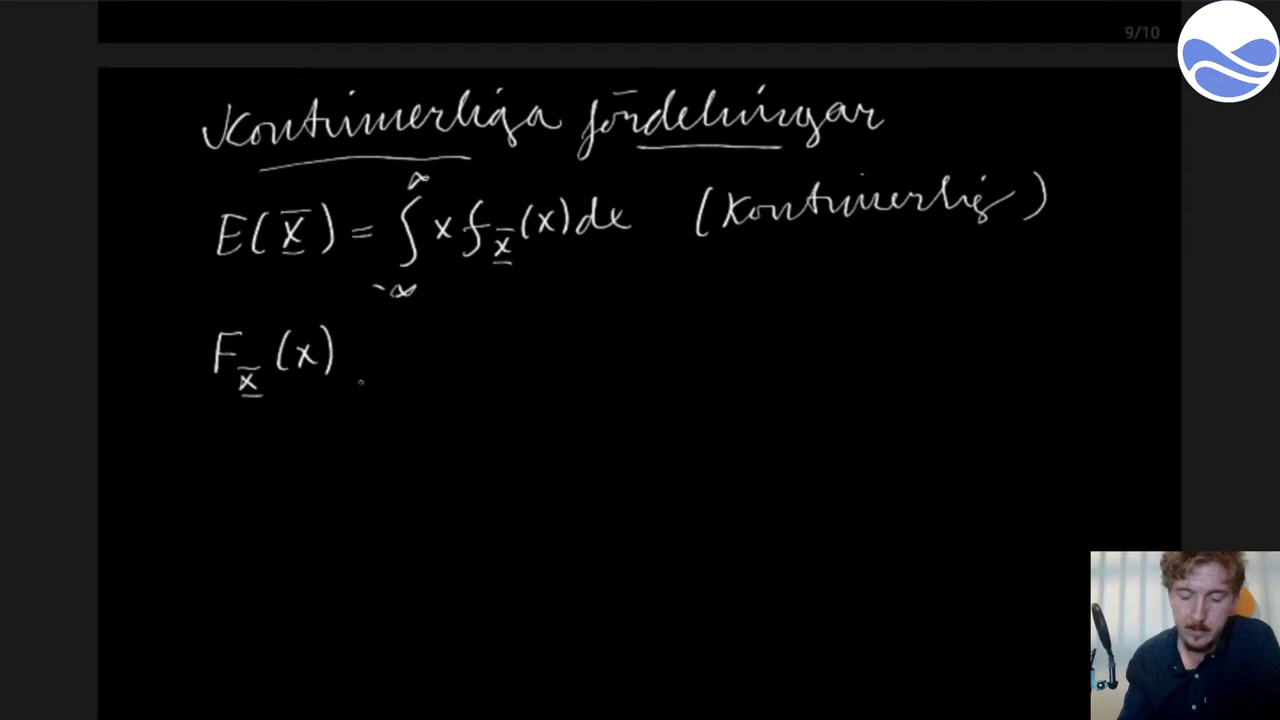 9/10
Kontinuerliga fördelningar
E(X) = ∫_{-∞}^{∞} x f_X(x) dx (Kontinuerlig)
F_X(x)